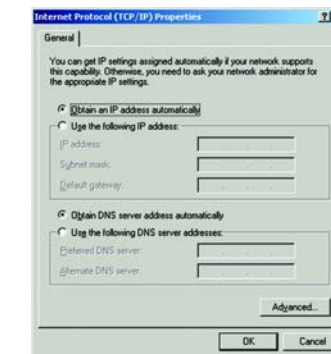 Internet Protocol (TCP/IP) Properties
?
General
You can get IP settings assigned automatically if your network supports
this capability. Otherwise, you need to ask your network administrator for
the appropriate IP settings.
Obtain an IP address automatically
Use the following IP address:
IP address:
Subnet mask:
Default gateway:
Obtain DNS server address automatically
Use the following DNS server addresses:
Preferred DNS server:
Alternate DNS server:
Advanced...
OK
Cancel